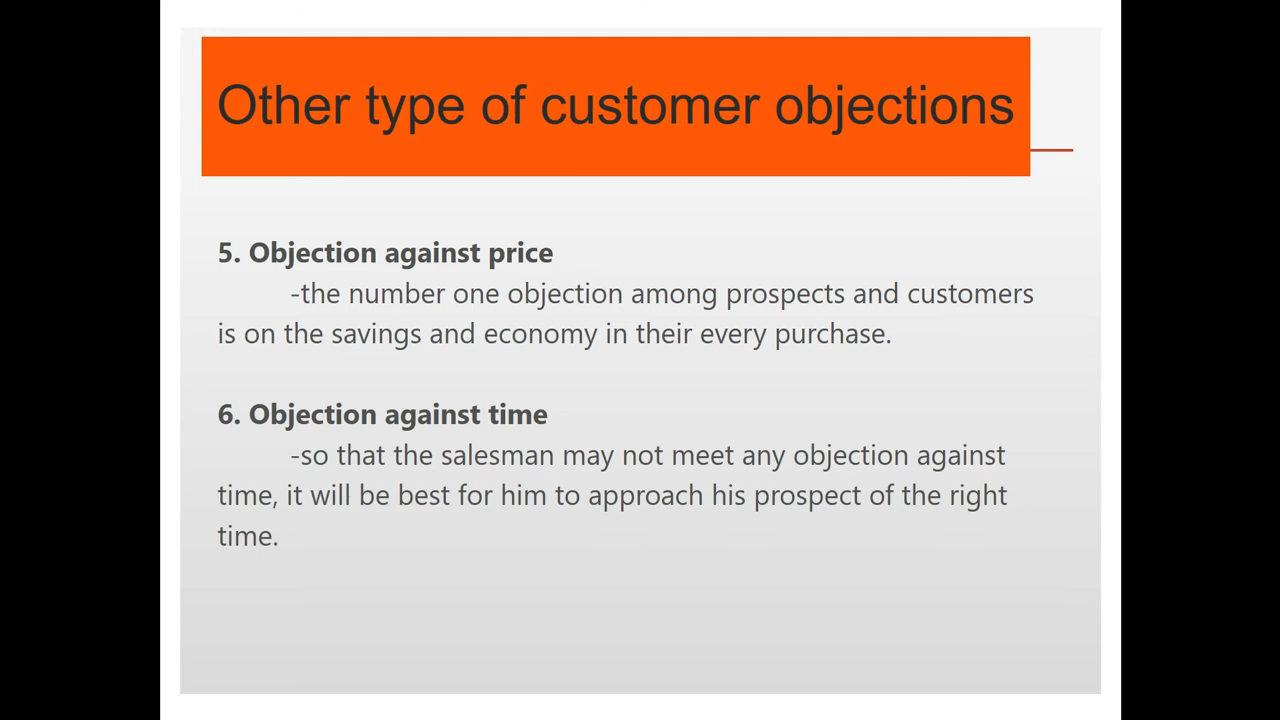 Other type of customer objections
5. Objection against price
-the number one objection among prospects and customers
is on the savings and economy in their every purchase.
6. Objection against time
-so that the salesman may not meet any objection against
time, it will be best for him to approach his prospect of the right
time.